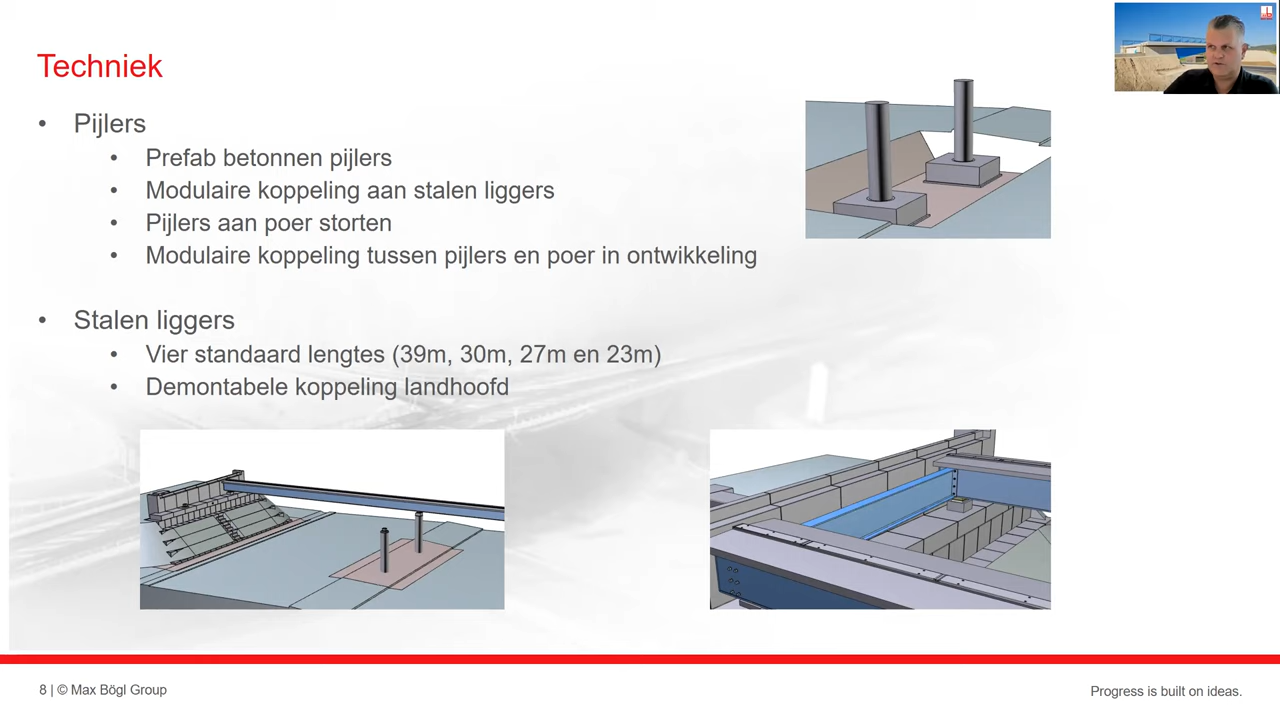 Techniek
• Pijlers
• Prefab betonnen pijlers
• Modulaire koppeling aan stalen liggers
• Pijlers aan poer storten
• Modulaire koppeling tussen pijlers en poer in ontwikkeling
• Stalen liggers
• Vier standaard lengtes (39m, 30m, 27m en 23m)
• Demontabele koppeling landhoofd
8 | © Max Bögl Group
Progress is built on ideas.